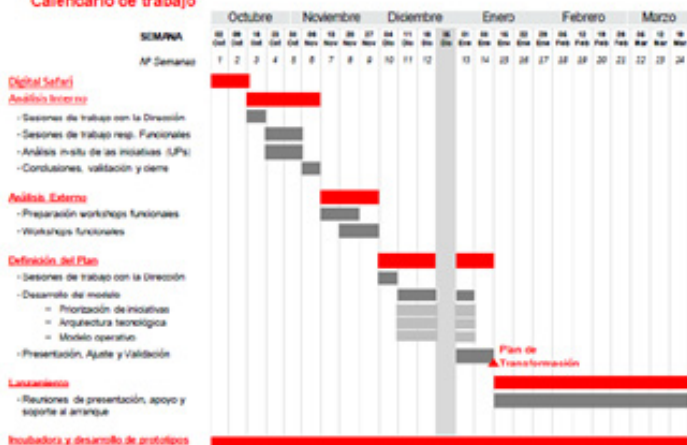 Calendario de trabajo
Octubre Noviembre Diciembre Enero Febrero Marzo
SEMANA
Nº Semanas 1 2 3 4 5 6 7 8 9 10 11 12 13 14 15 16 17 18 19 20 21 22 23 24
Digital Safari
Análisis Interno
- Sesiones de trabajo con la Dirección
- Sesiones de trabajo resp. Funcionales
- Análisis in-situ de las iniciativas (UPs)
- Conclusiones, validación y cierre
Análisis Externo
- Preparación workshops funcionales
- Workshops funcionales
Definición del Plan
- Sesiones de trabajo con la Dirección
- Desarrollo del modelo
Priorización de iniciativas
Arquitectura tecnológica
Modelo operativo
- Presentación, Ajuste y Validación
Plan de
Transformación
Lanzamiento
- Reuniones de presentación, apoyo y
soporte al arranque
Incubadora y desarrollo de prototipos